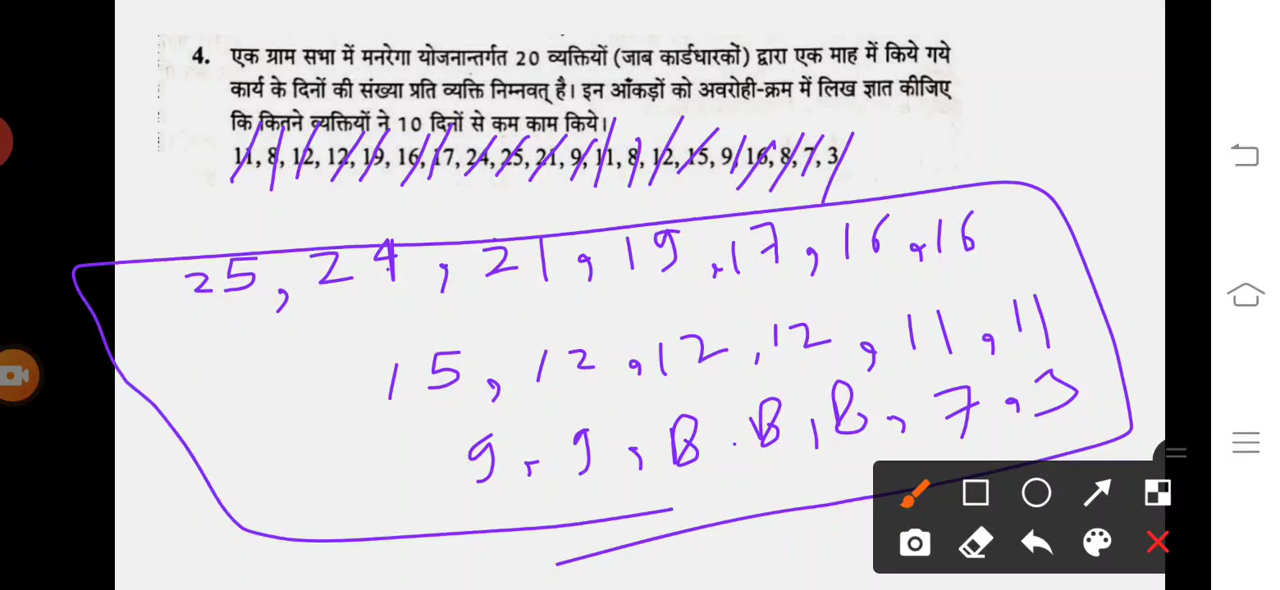 4. एक ग्राम सभा में मनरेगा योजनान्तर्गत 20 व्यक्तियों (जाब कार्डधारकों) द्वारा एक माह में किये गये
कार्य के दिनों की संख्या प्रति व्यक्ति निम्नवत् है। इन आँकड़ों को अवरोही-क्रम में लिख ज्ञात कीजिए
कि कितने व्यक्तियों ने 10 दिनों से कम काम किये।
11, 8, 12, 12, 19, 16, 17, 24, 25, 21, 9, 11, 8, 12, 15, 9, 16, 8, 7, 3
25, 24, 21, 19, 17, 16, 16
15, 12, 12, 12, 11, 11
9, 9, 8, 8, 8, 7, 3